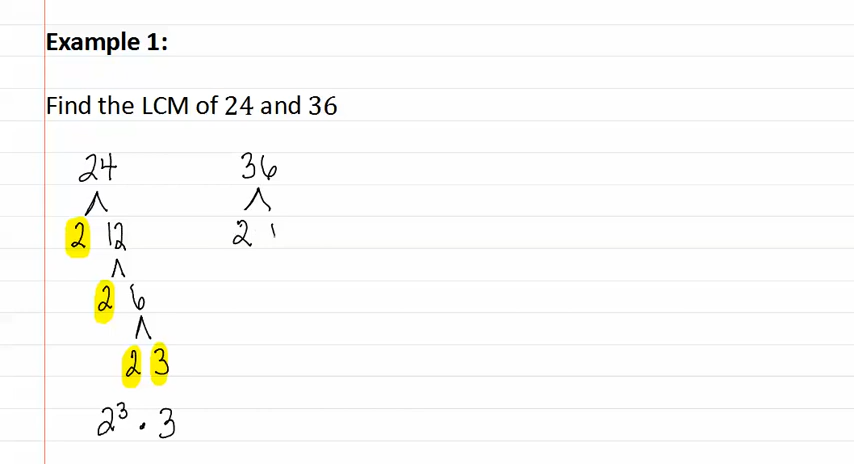 Example 1:
Find the LCM of 24 and 36
24 36
2 12 2 1
2 6
2 3
2³ · 3